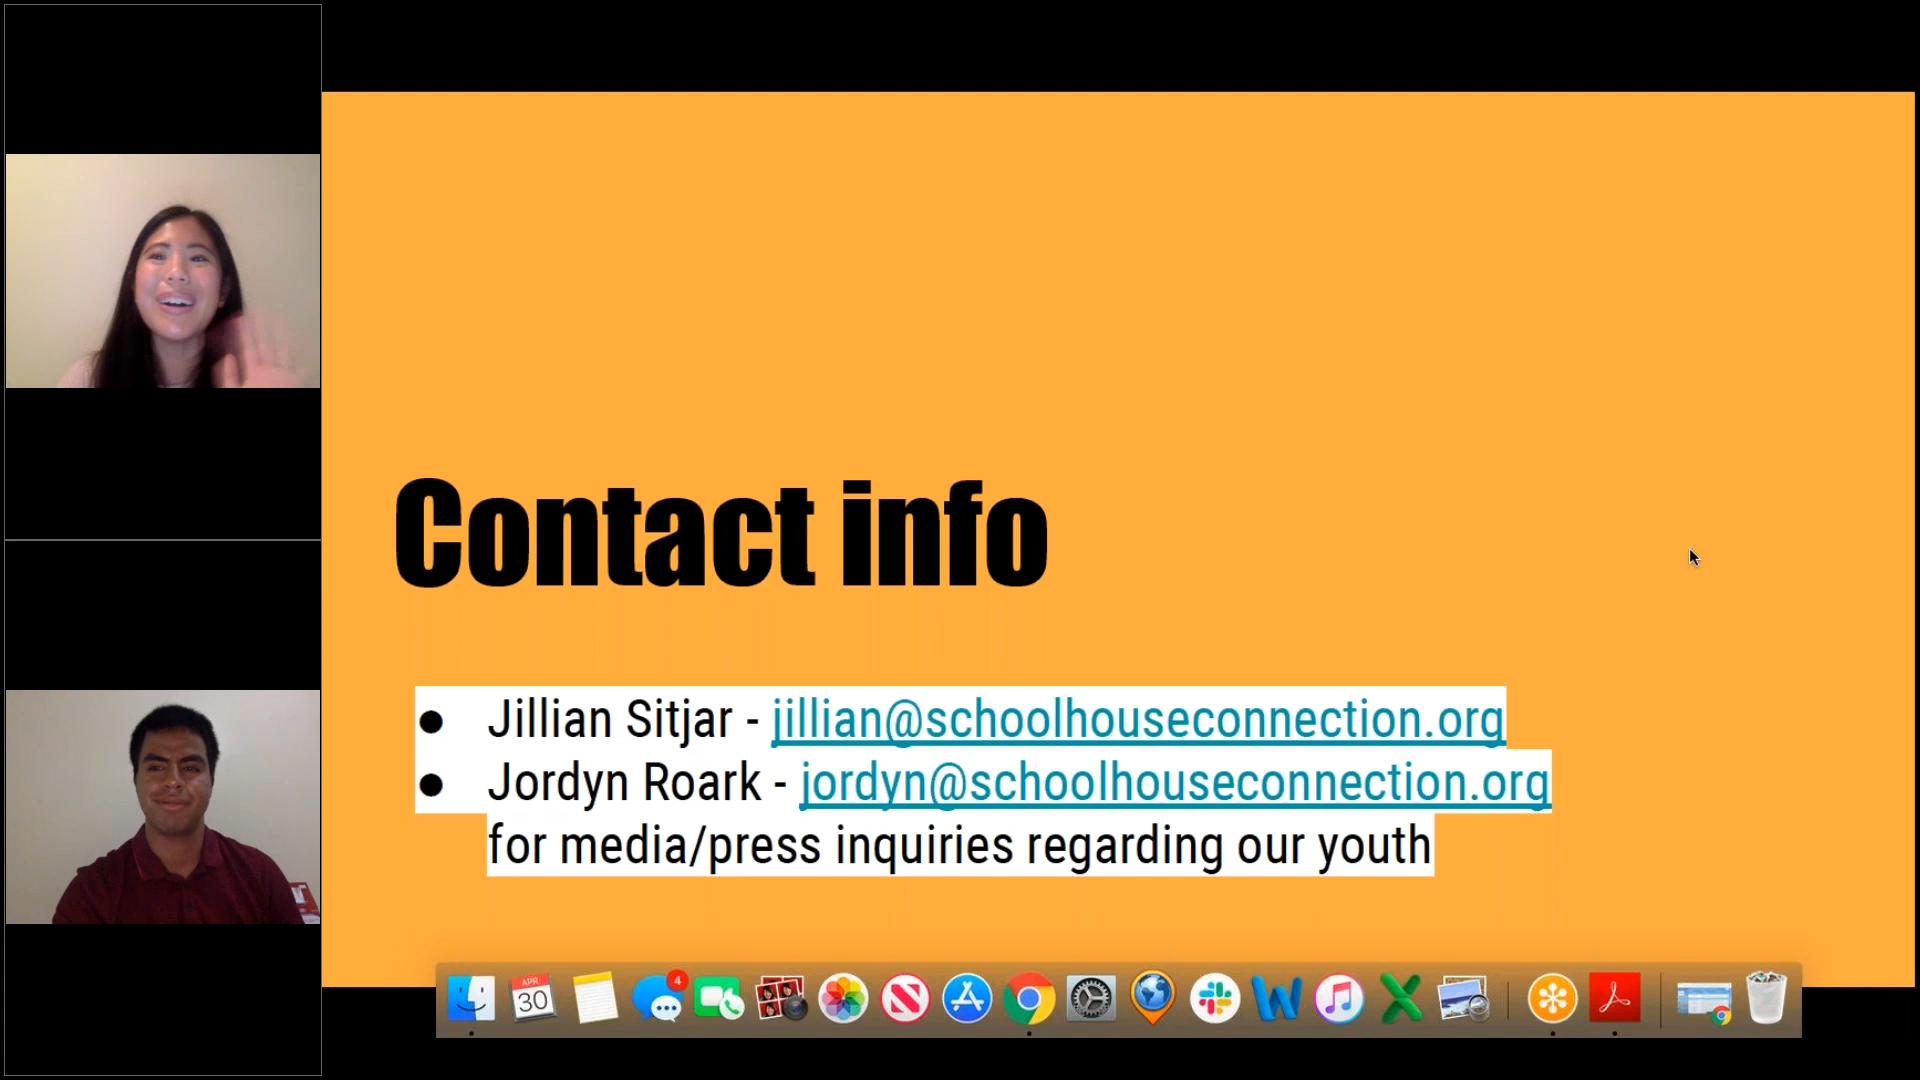 Contact info
● Jillian Sitjar - jillian@schoolhouseconnection.org
● Jordyn Roark - jordyn@schoolhouseconnection.org
for media/press inquiries regarding our youth
4
APR
30